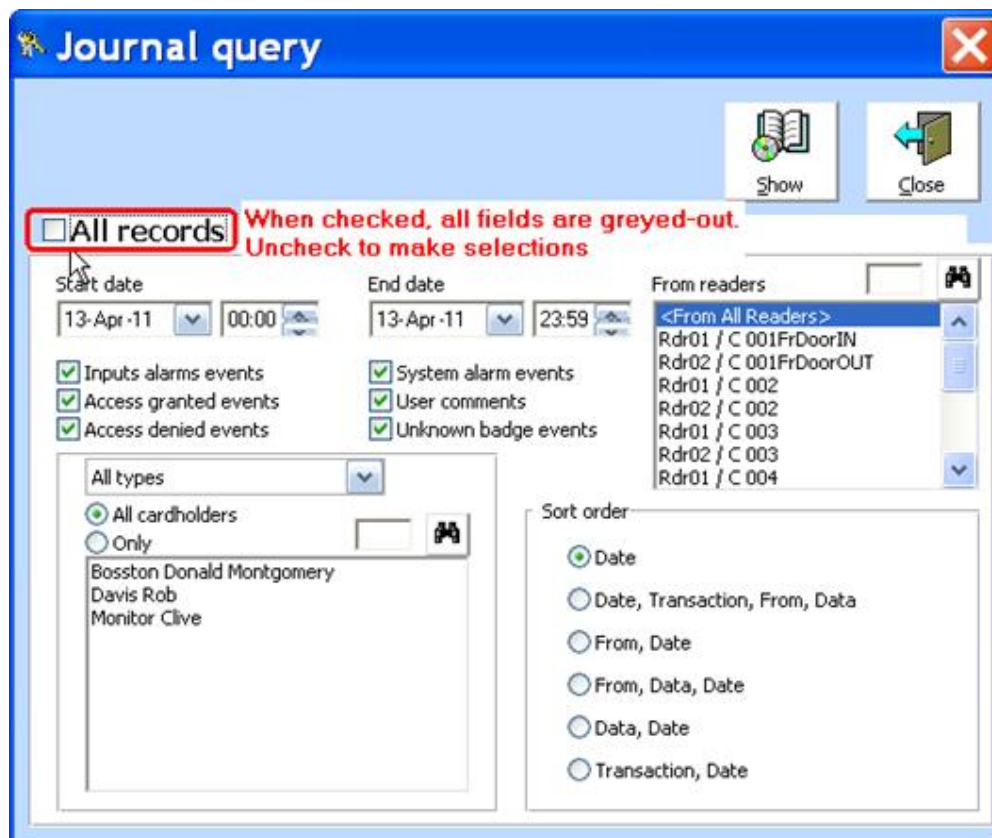 Journal query
Show
Close
All records
When checked, all fields are greyed-out.
Uncheck to make selections
Start date
End date
From readers
13-Apr-11
00:00
13-Apr-11
23:59
<From All Readers>
Rdr01 / C 001FrDoorIN
Rdr02 / C 001FrDoorOUT
Rdr01 / C 002
Rdr02 / C 002
Rdr01 / C 003
Rdr02 / C 003
Rdr01 / C 004
Inputs alarms events
System alarm events
Access granted events
User comments
Access denied events
Unknown badge events
All types
All cardholders
Only
Bosston Donald Montgomery
Davis Rob
Monitor Clive
Sort order
Date
Date, Transaction, From, Data
From, Date
From, Data, Date
Data, Date
Transaction, Date